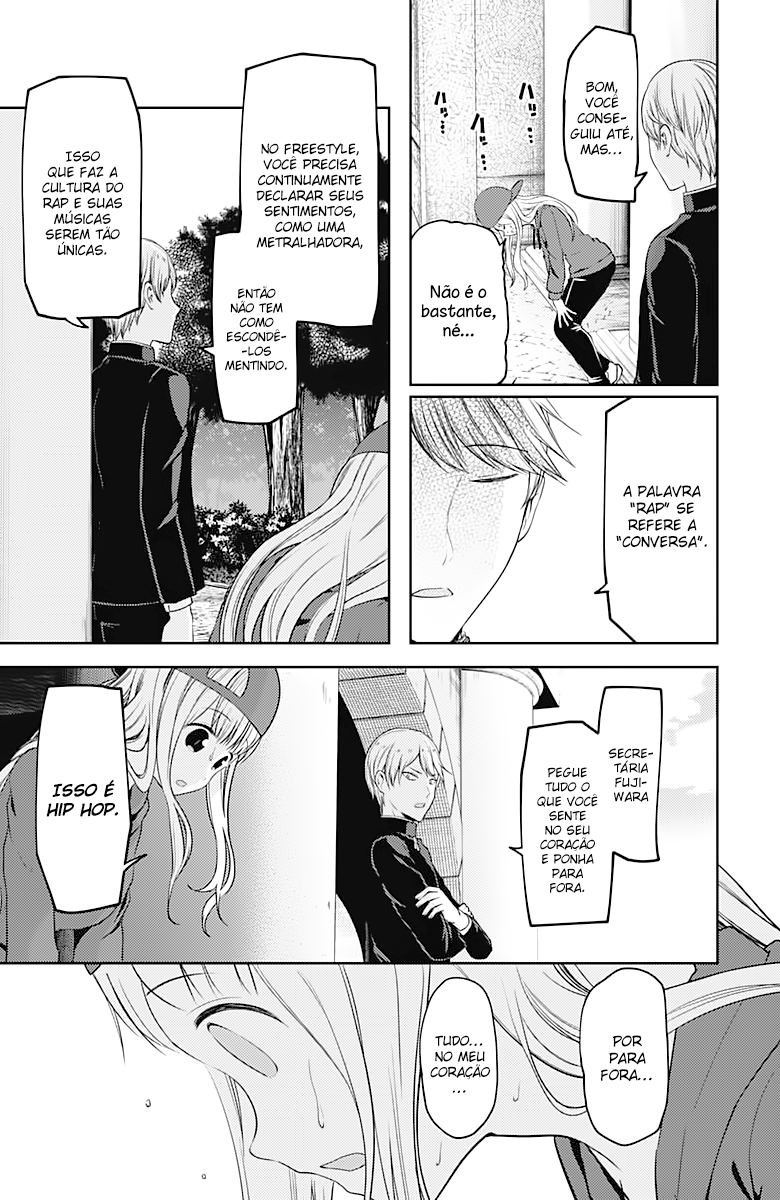 BOM,
VOCÊ
CONSE-
GUIU ATÉ,
MAS...
Não é o
bastante,
né...
A PALAVRA
"RAP" SE
REFERE A
"CONVERSA".
NO FREESTYLE,
VOCÊ PRECISA
CONTINUAMENTE
DECLARAR SEUS
SENTIMENTOS,
COMO UMA
METRALHADORA,
ENTÃO
NÃO TEM
COMO
ESCONDÊ-
-LOS
MENTINDO.
ISSO
QUE FAZ A
CULTURA DO
RAP E SUAS
MÚSICAS
SEREM TÃO
ÚNICAS.
SECRE-
TÁRIA
FUJI-
WARA
PEGUE
TUDO O
QUE VOCÊ
SENTE
NO SEU
CORAÇÃO
E PONHA
PARA
FORA.
ISSO É
HIP HOP.
POR
PARA
FORA...
TUDO...
NO MEU
CORAÇÃO
...